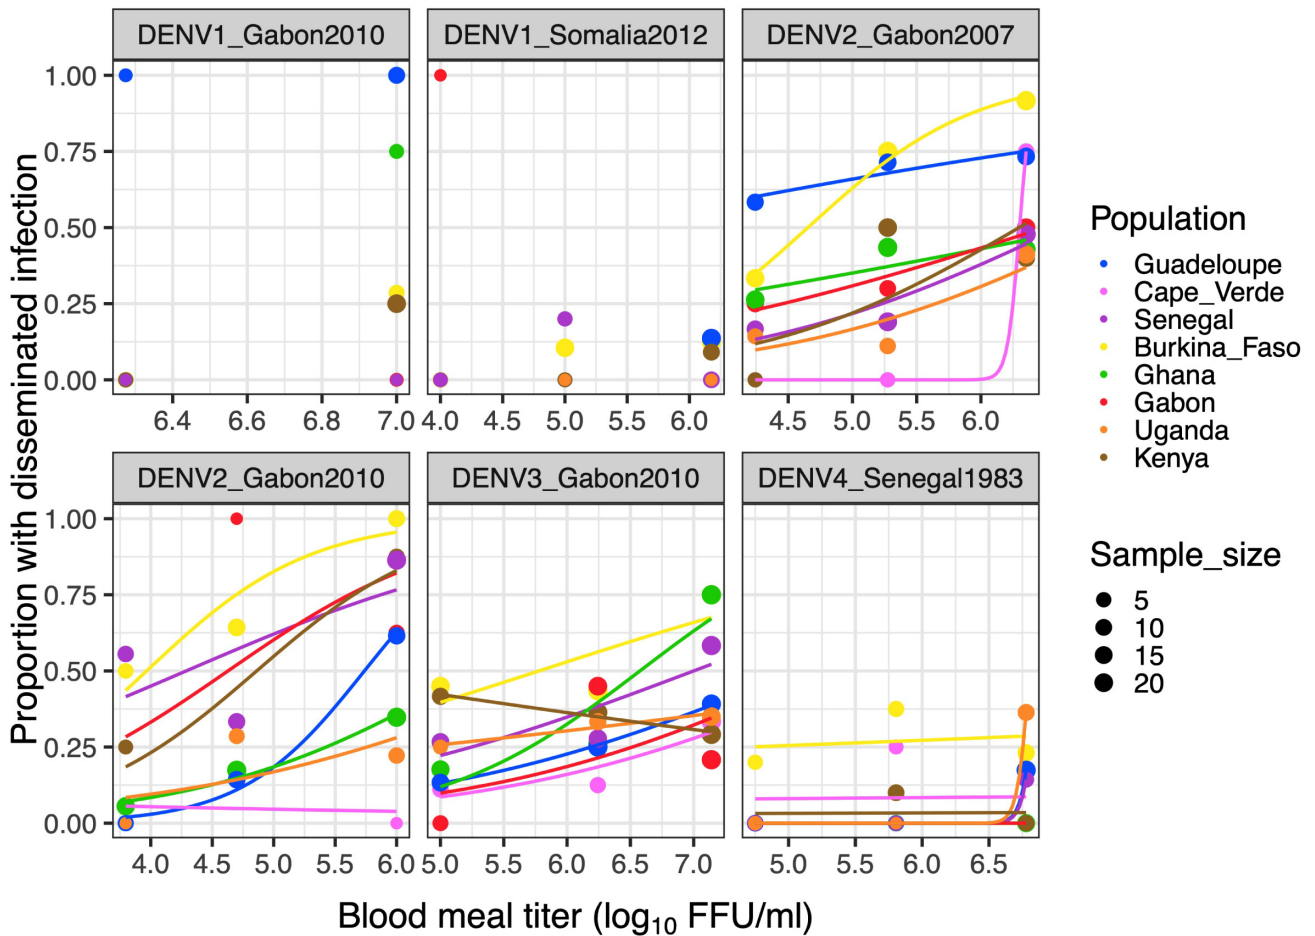 DENV1_Gabon2010
DENV1_Somalia2012
DENV2_Gabon2007
1.00
0.75
0.50
0.25
0.00
6.4 6.6 6.8 7.0
4.0 4.5 5.0 5.5 6.0
4.5 5.0 5.5 6.0
DENV2_Gabon2010
DENV3_Gabon2010
DENV4_Senegal1983
1.00
0.75
0.50
0.25
0.00
4.0 4.5 5.0 5.5 6.0
5.0 5.5 6.0 6.5 7.0
5.0 5.5 6.0 6.5
Proportion with disseminated infection
Blood meal titer (log10 FFU/ml)
Population
Guadeloupe
Cape_Verde
Senegal
Burkina_Faso
Ghana
Gabon
Uganda
Kenya
Sample_size
5
10
15
20